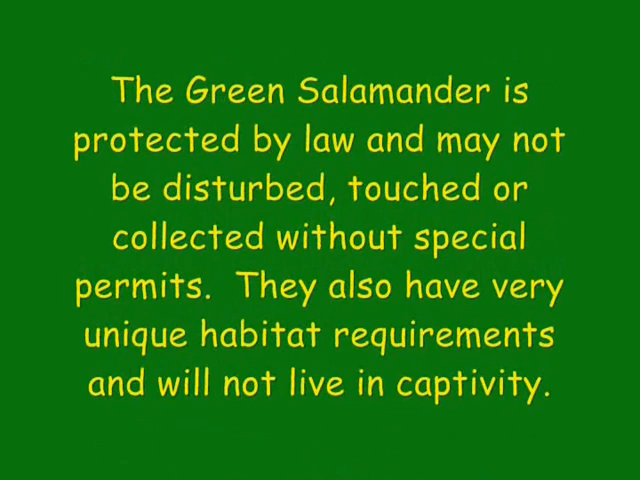 The Green Salamander is
protected by law and may not
be disturbed, touched or
collected without special
permits.  They also have very
unique habitat requirements
and will not live in captivity.